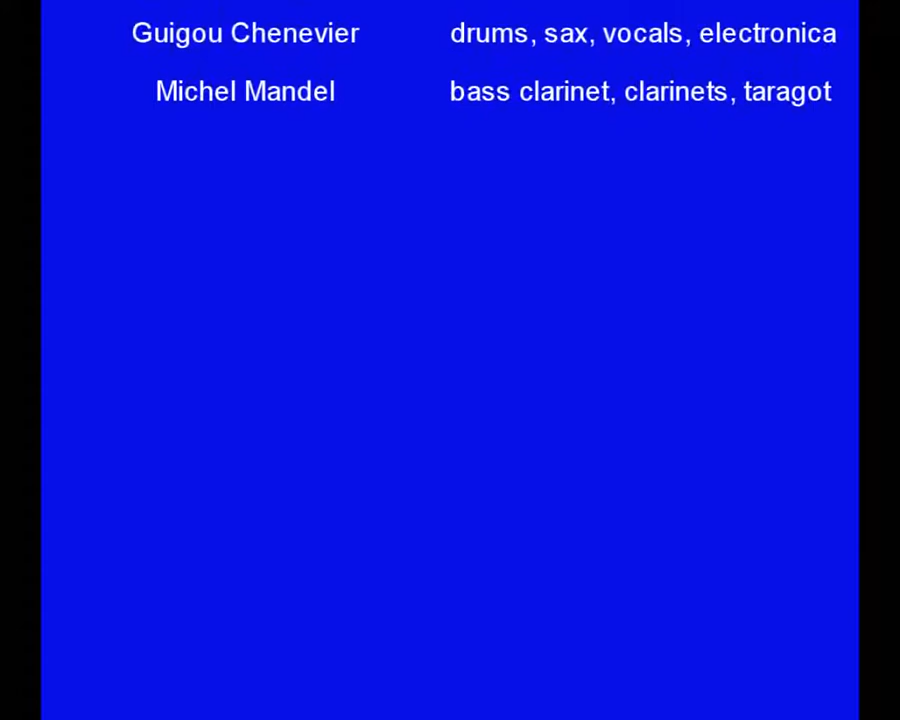 Guigou Chenevier drums, sax, vocals, electronica
Michel Mandel bass clarinet, clarinets, taragot